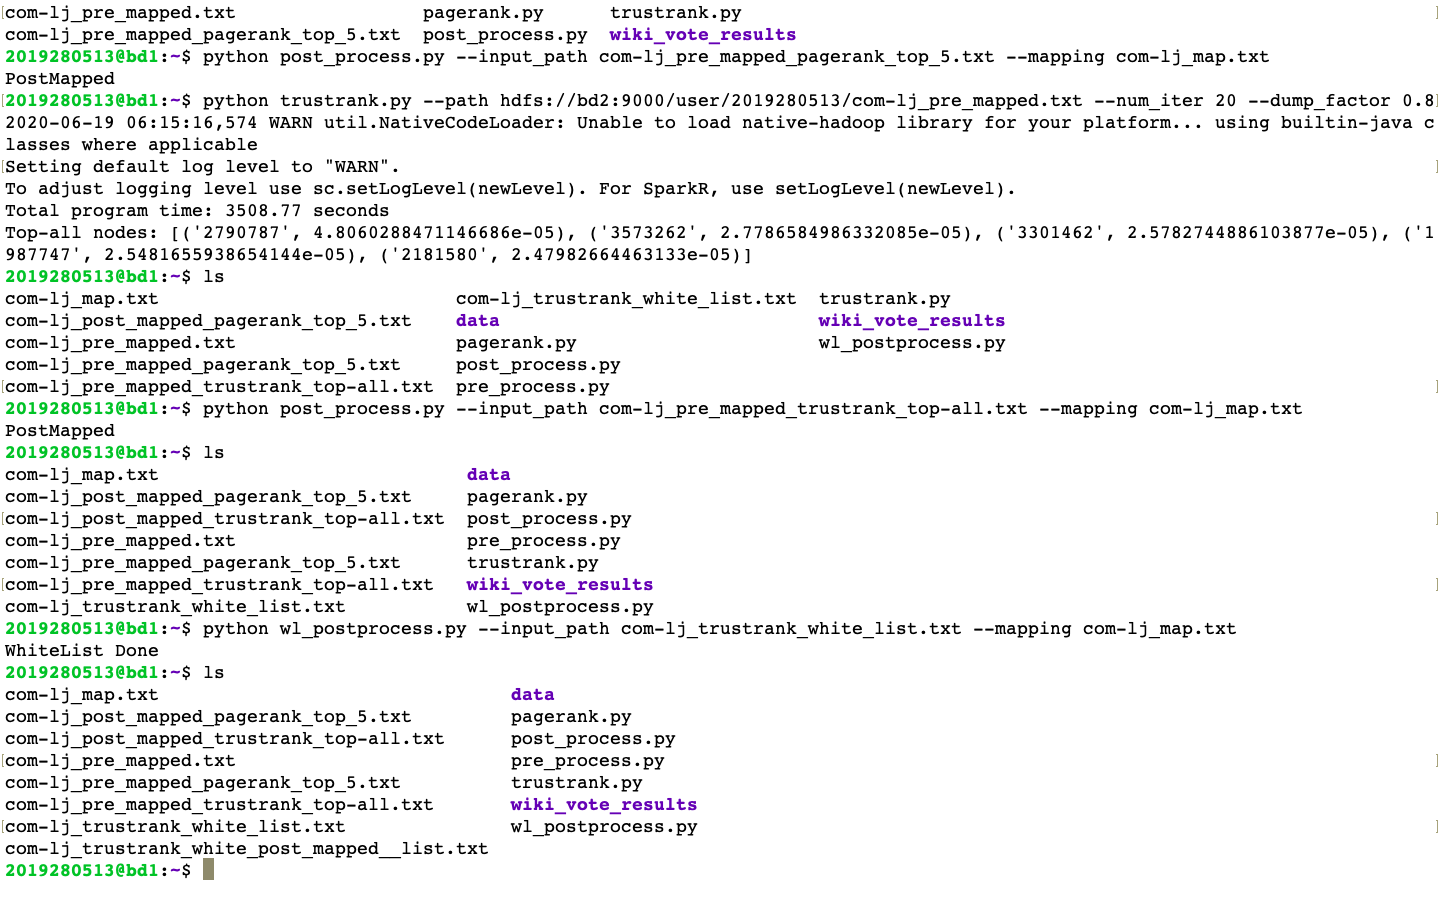 com-lj_pre_mapped.txt                 pagerank.py      trustrank.py
com-lj_pre_mapped_pagerank_top_5.txt  post_process.py  wiki_vote_results
2019280513@bd1:~$ python post_process.py --input_path com-lj_pre_mapped_pagerank_top_5.txt --mapping com-lj_map.txt
PostMapped
2019280513@bd1:~$ python trustrank.py --path hdfs://bd2:9000/user/2019280513/com-lj_pre_mapped.txt --num_iter 20 --dump_factor 0.8
2020-06-19 06:15:16,574 WARN util.NativeCodeLoader: Unable to load native-hadoop library for your platform... using builtin-java c
lasses where applicable
Setting default log level to "WARN".
To adjust logging level use sc.setLogLevel(newLevel). For SparkR, use setLogLevel(newLevel).
Total program time: 3508.77 seconds
Top-all nodes: [('2790787', 4.8060288471146686e-05), ('3573262', 2.7786584986332085e-05), ('3301462', 2.5782744886103877e-05), ('1
987747', 2.5481655938654144e-05), ('2181580', 2.47982664463133e-05)]
2019280513@bd1:~$ ls
com-lj_map.txt                           com-lj_trustrank_white_list.txt  trustrank.py
com-lj_post_mapped_pagerank_top_5.txt    data                             wiki_vote_results
com-lj_pre_mapped.txt                    pagerank.py                      wl_postprocess.py
com-lj_pre_mapped_pagerank_top_5.txt     post_process.py
com-lj_pre_mapped_trustrank_top-all.txt  pre_process.py
2019280513@bd1:~$ python post_process.py --input_path com-lj_pre_mapped_trustrank_top-all.txt --mapping com-lj_map.txt
PostMapped
2019280513@bd1:~$ ls
com-lj_map.txt                            data
com-lj_post_mapped_pagerank_top_5.txt     pagerank.py
com-lj_post_mapped_trustrank_top-all.txt  post_process.py
com-lj_pre_mapped.txt                     pre_process.py
com-lj_pre_mapped_pagerank_top_5.txt      trustrank.py
com-lj_pre_mapped_trustrank_top-all.txt   wiki_vote_results
com-lj_trustrank_white_list.txt           wl_postprocess.py
2019280513@bd1:~$ python wl_postprocess.py --input_path com-lj_trustrank_white_list.txt --mapping com-lj_map.txt
WhiteList Done
2019280513@bd1:~$ ls
com-lj_map.txt                                data
com-lj_post_mapped_pagerank_top_5.txt         pagerank.py
com-lj_post_mapped_trustrank_top-all.txt      post_process.py
com-lj_pre_mapped.txt                         pre_process.py
com-lj_pre_mapped_pagerank_top_5.txt          trustrank.py
com-lj_pre_mapped_trustrank_top-all.txt       wiki_vote_results
com-lj_trustrank_white_list.txt               wl_postprocess.py
com-lj_trustrank_white_post_mapped__list.txt
2019280513@bd1:~$